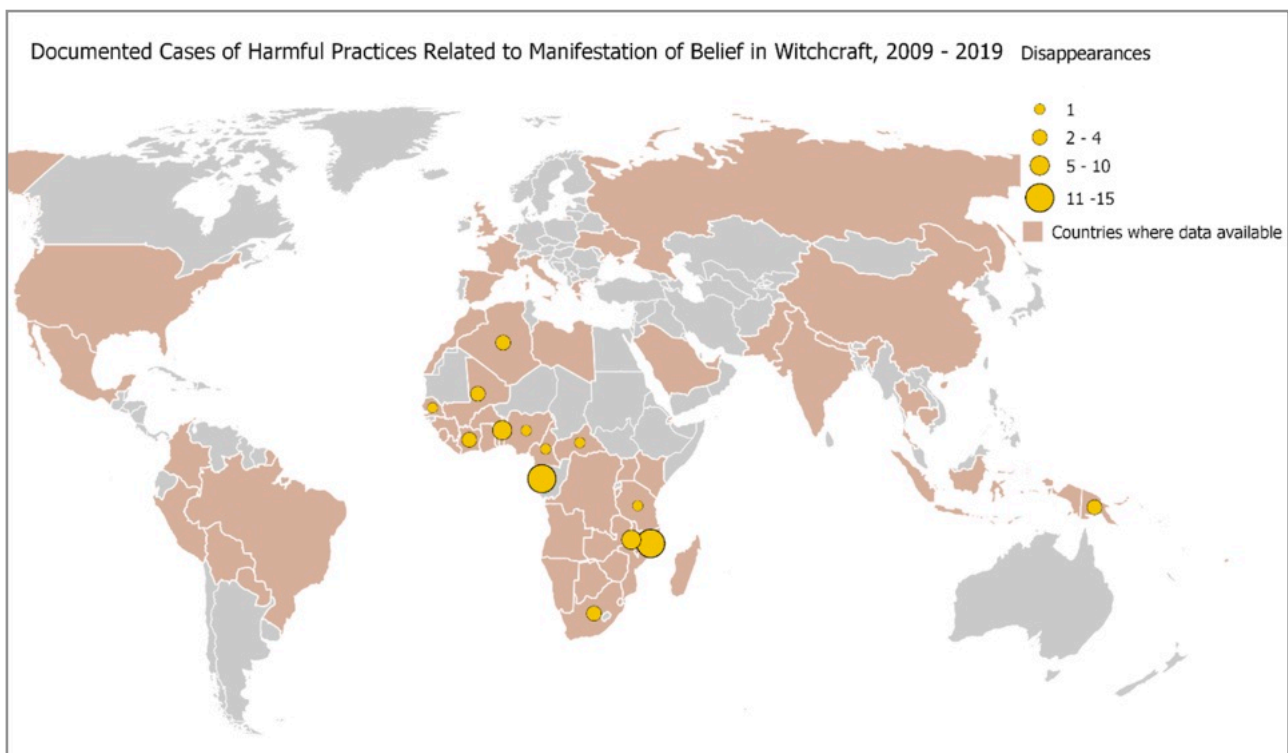 Documented Cases of Harmful Practices Related to Manifestation of Belief in Witchcraft, 2009 - 2019
Disappearances
1
2 - 4
5 - 10
11 -15
Countries where data available